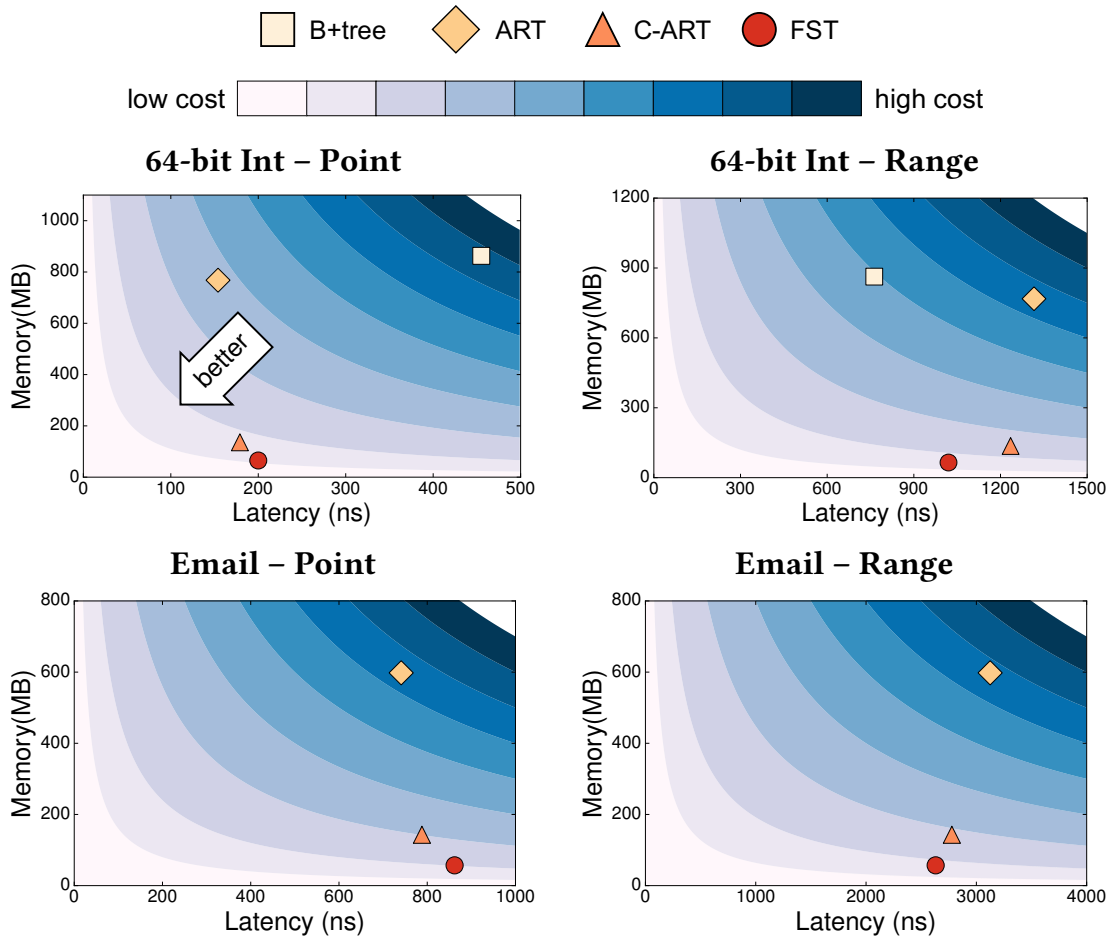 B+tree ART C-ART FST
low cost high cost
64-bit Int – Point
Memory(MB)
1000
800
600
400
200
0
better
0 100 200 300 400 500
Latency (ns)
64-bit Int – Range
Memory(MB)
1200
900
600
300
0
0 300 600 900 1200 1500
Latency (ns)
Email – Point
Memory(MB)
800
600
400
200
0
0 200 400 600 800 1000
Latency (ns)
Email – Range
Memory(MB)
800
600
400
200
0
0 1000 2000 3000 4000
Latency (ns)